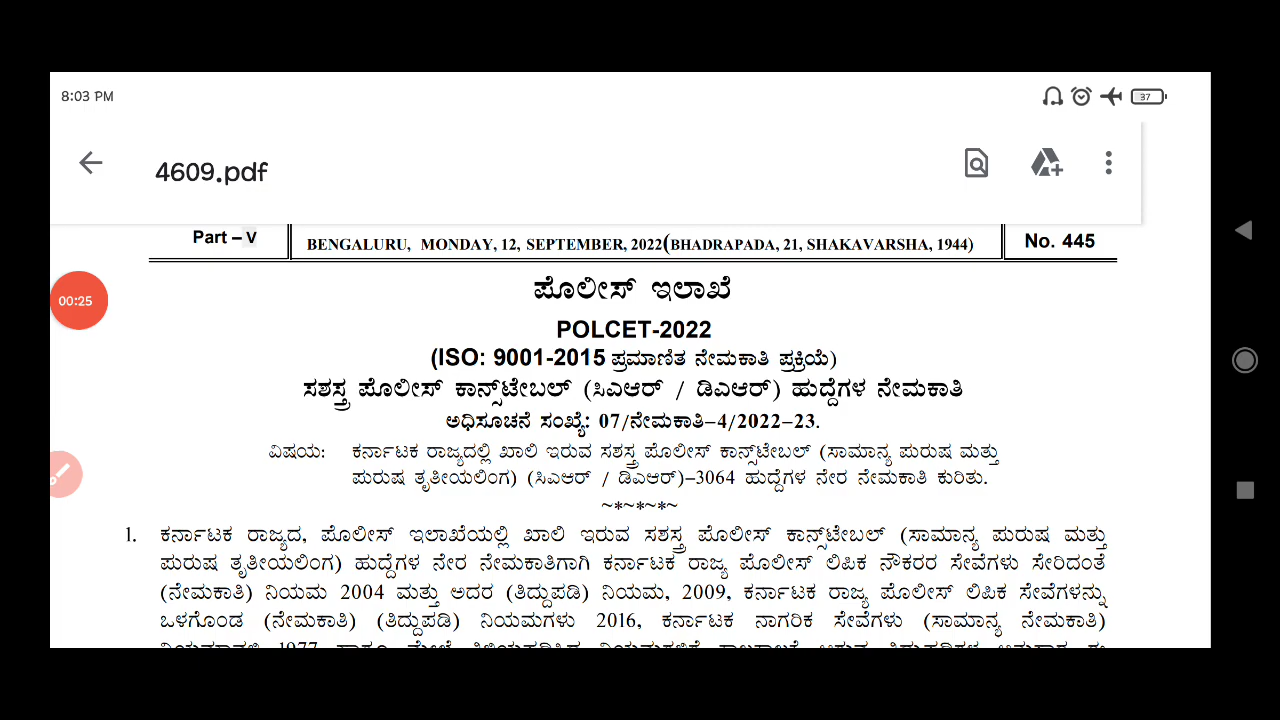 8:03 PM
37
4609.pdf
Part – V
BENGALURU, MONDAY, 12, SEPTEMBER, 2022(BHADRAPADA, 21, SHAKAVARSHA, 1944)
No. 445
ಪೊಲೀಸ್ ಇಲಾಖೆ
00:25
POLCET-2022
(ISO: 9001-2015 ಪ್ರಮಾಣಿತ ನೇಮಕಾತಿ ಪ್ರಕ್ರಿಯೆ)
ಸಶಸ್ತ್ರ ಪೊಲೀಸ್ ಕಾನ್ಸ್‌ಟೇಬಲ್ (ಸಿಎಆರ್ / ಡಿಎಆರ್) ಹುದ್ದೆಗಳ ನೇಮಕಾತಿ
ಅಧಿಸೂಚನೆ ಸಂಖ್ಯೆ: 07/ನೇಮಕಾತಿ–4/2022–23.
ವಿಷಯ: ಕರ್ನಾಟಕ ರಾಜ್ಯದಲ್ಲಿ ಖಾಲಿ ಇರುವ ಸಶಸ್ತ್ರ ಪೊಲೀಸ್ ಕಾನ್ಸ್‌ಟೇಬಲ್ (ಸಾಮಾನ್ಯ ಪುರುಷ ಮತ್ತು
ಪುರುಷ ತೃತೀಯಲಿಂಗ) (ಸಿಎಆರ್ / ಡಿಎಆರ್)–3064 ಹುದ್ದೆಗಳ ನೇರ ನೇಮಕಾತಿ ಕುರಿತು.
~*~*~*~
1. ಕರ್ನಾಟಕ ರಾಜ್ಯದ, ಪೊಲೀಸ್ ಇಲಾಖೆಯಲ್ಲಿ ಖಾಲಿ ಇರುವ ಸಶಸ್ತ್ರ ಪೊಲೀಸ್ ಕಾನ್ಸ್‌ಟೇಬಲ್ (ಸಾಮಾನ್ಯ ಪುರುಷ ಮತ್ತು
ಪುರುಷ ತೃತೀಯಲಿಂಗ) ಹುದ್ದೆಗಳ ನೇರ ನೇಮಕಾತಿಗಾಗಿ ಕರ್ನಾಟಕ ರಾಜ್ಯ ಪೊಲೀಸ್ ಲಿಪಿಕ ನೌಕರರ ಸೇವೆಗಳು ಸೇರಿದಂತೆ
(ನೇಮಕಾತಿ) ನಿಯಮ 2004 ಮತ್ತು ಅದರ (ತಿದ್ದುಪಡಿ) ನಿಯಮ, 2009, ಕರ್ನಾಟಕ ರಾಜ್ಯ ಪೊಲೀಸ್ ಲಿಪಿಕ ಸೇವೆಗಳನ್ನು
ಒಳಗೊಂಡ (ನೇಮಕಾತಿ) (ತಿದ್ದುಪಡಿ) ನಿಯಮಗಳು 2016, ಕರ್ನಾಟಕ ನಾಗರಿಕ ಸೇವೆಗಳು (ಸಾಮಾನ್ಯ ನೇಮಕಾತಿ)